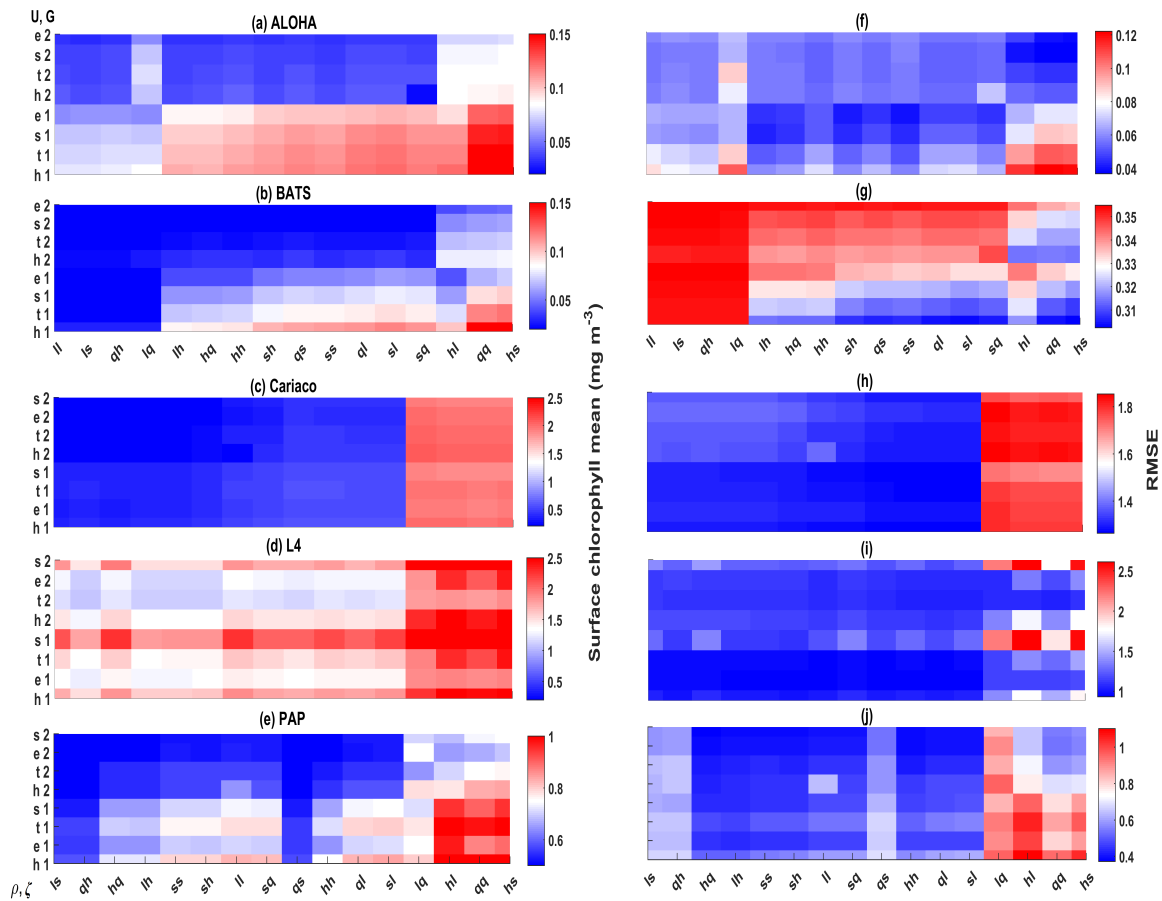 U, G
(a) ALOHA
(f)
e 2
s 2
t 2
h 2
e 1
s 1
t 1
h 1
0.15
0.1
0.05
0.12
0.1
0.08
0.06
0.04
(b) BATS
(g)
e 2
s 2
t 2
h 2
e 1
s 1
t 1
h 1
0.15
0.1
0.05
0.35
0.34
0.33
0.32
0.31
ll ls qh lq lh hq hh sh qs ss ql sl sq hl qq hs
ll ls qh lq lh hq hh sh qs ss ql sl sq hl qq hs
(c) Cariaco
(h)
s 2
e 2
t 2
h 2
s 1
t 1
e 1
h 1
2.5
2
1.5
1
0.5
1.8
1.6
1.4
Surface chlorophyll mean (mg m⁻³)
RMSE
(d) L4
(i)
s 2
e 2
t 2
h 2
s 1
t 1
e 1
h 1
2.5
2
1.5
1
0.5
2.5
2
1.5
1
(e) PAP
(j)
s 2
e 2
t 2
h 2
s 1
t 1
e 1
h 1
1
0.9
0.8
0.7
0.6
1
0.8
0.6
0.4
ρ, ζ
ls qh hq lh ss sh ll sq qs hh ql sl lq hl qq hs
ls qh hq lh ss sh ll sq qs hh ql sl lq hl qq hs